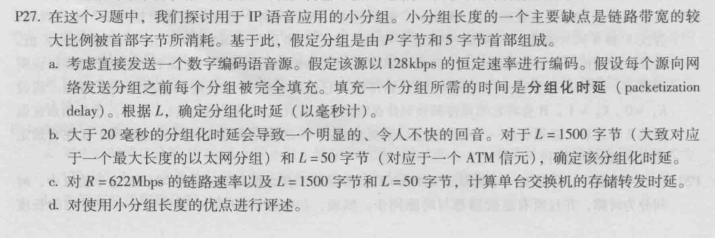 P27. 在这个习题中，我们探讨用于 IP 语音应用的小分组。小分组长度的一个主要缺点是链路带宽的较
大比例被首部字节所消耗。基于此，假定分组是由 P 字节和 5 字节首部组成。
a. 考虑直接发送一个数字编码语音源。假定该源以 128kbps 的恒定速率进行编码。假设每个源向网
络发送分组之前每个分组被完全填充。填充一个分组所需的时间是分组化时延（packetization
delay）。根据 L，确定分组化时延（以毫秒计）。
b. 大于 20 毫秒的分组化时延会导致一个明显的、令人不快的回音。对于 L = 1500 字节（大致对应
于一个最大长度的以太网分组）和 L = 50 字节（对应于一个 ATM 信元），确定该分组化时延。
c. 对 R = 622Mbps 的链路速率以及 L = 1500 字节和 L = 50 字节，计算单台交换机的存储转发时延。
d. 对使用小分组长度的优点进行评述。